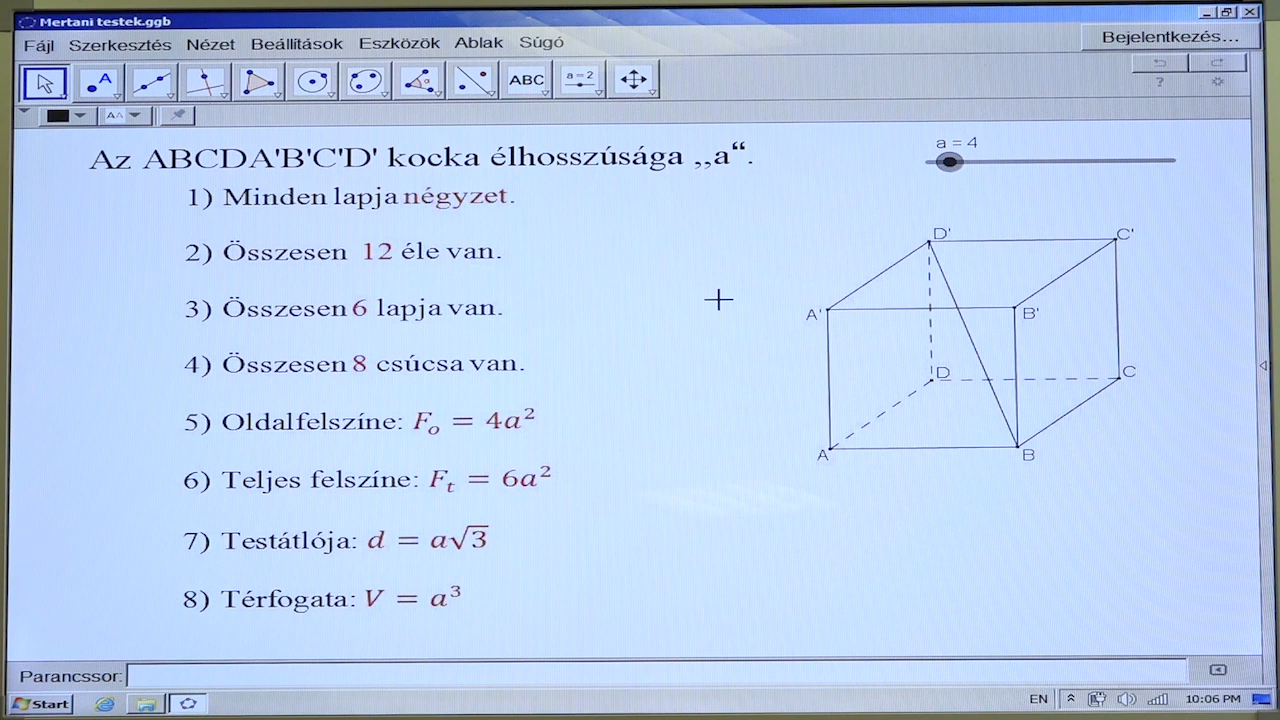 Mertani testek.ggb
Fájl Szerkesztés Nézet Beállítások Eszközök Ablak Súgó
Bejelentkezés...
ABC
a = 2
AA
Az ABCDA'B'C'D' kocka élhosszúsága ,,a“.
a = 4
1) Minden lapja négyzet.
2) Összesen 12 éle van.
3) Összesen 6 lapja van.
4) Összesen 8 csúcsa van.
5) Oldalfelszíne: Fₒ = 4a²
6) Teljes felszíne: Fₜ = 6a²
7) Testátlója: d = a√3
8) Térfogata: V = a³
D' C'
A' B'
D C
A B
Parancssor:
Start
EN
10:06 PM